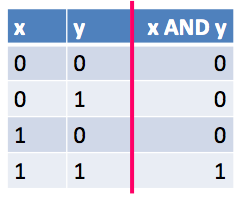 x y x AND y
0 0 0
0 1 0
1 0 0
1 1 1